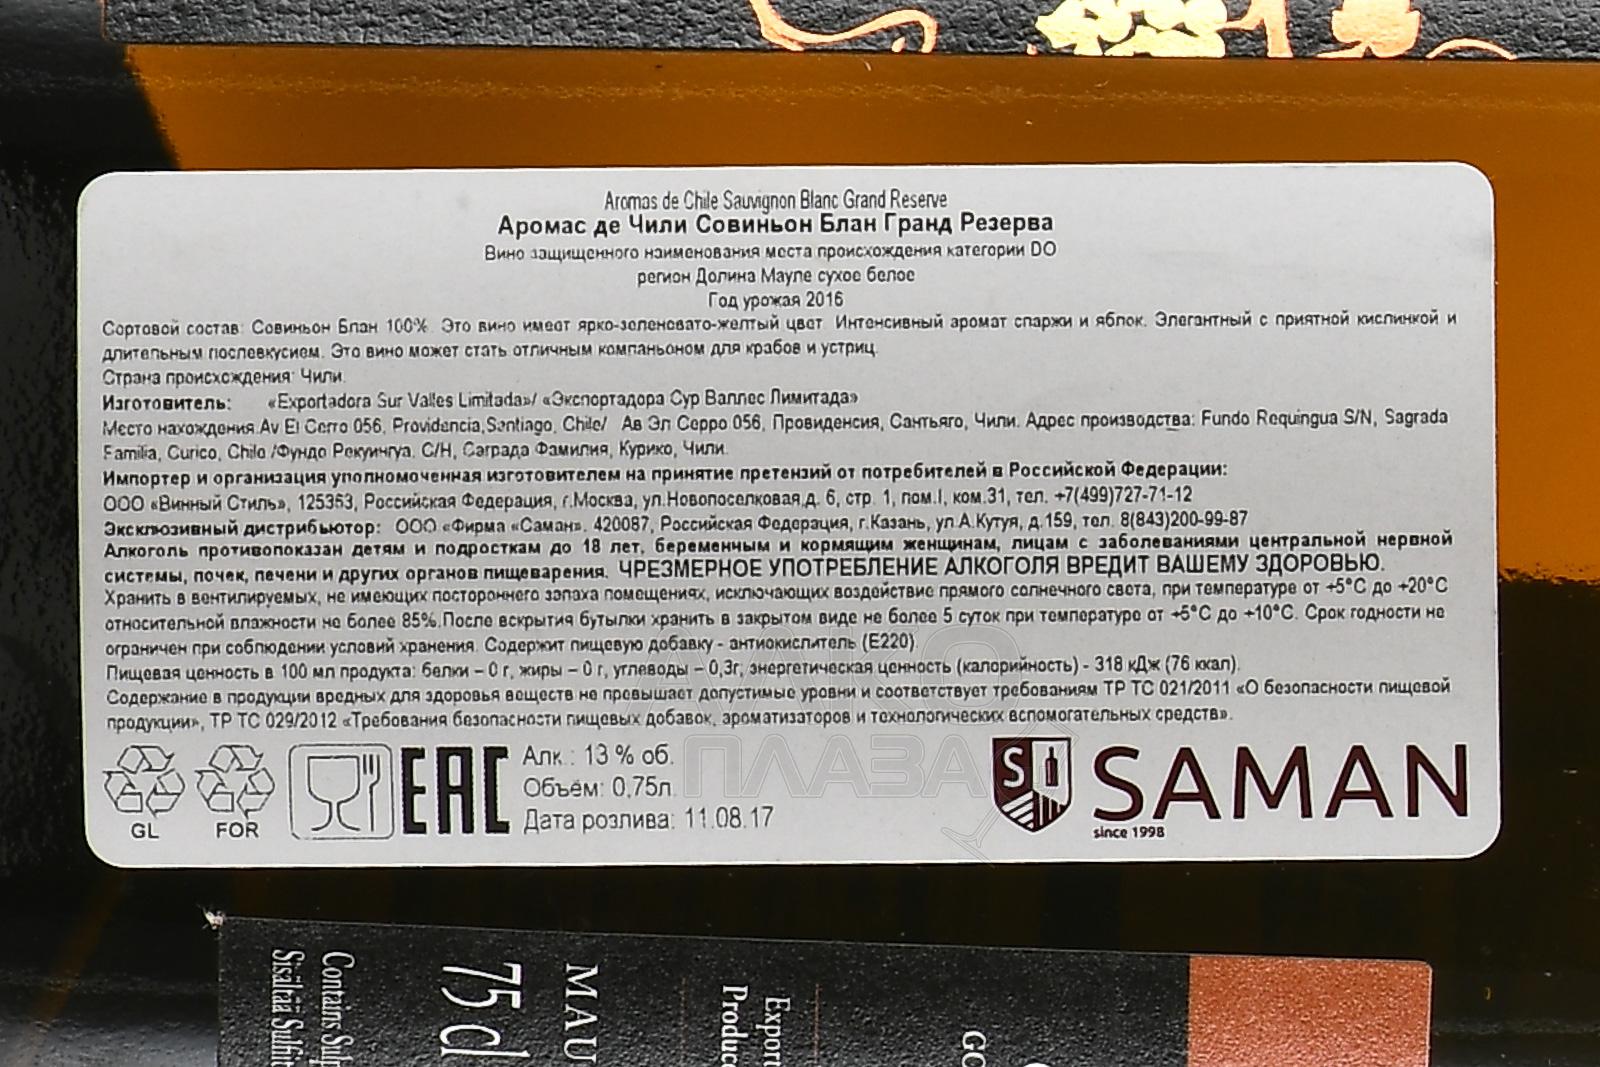 Aromas de Chile Sauvignon Blanc Grand Reserve
Аромас де Чили Совиньон Блан Гранд Резерва
Вино защищенного наименования места происхождения категории DO
регион Долина Мауле сухое белое
Год урожая 2016
Сортовой состав: Совиньон Блан 100%. Это вино имеет ярко-зеленовато-желтый цвет. Интенсивный аромат спаржи и яблок. Элегантный с приятной кислинкой и
длительным послевкусием. Это вино может стать отличным компаньоном для крабов и устриц.
Страна происхождения: Чили.
Изготовитель: «Exportadora Sur Valles Limitada»/ «Экспортадора Сур Валлес Лимитада»
Место нахождения:Av El Cerro 056, Providencia,Santiago, Chile/ Ав Эл Серро 056, Провиденсия, Сантьяго, Чили. Адрес производства: Fundo Requingua S/N, Sagrada
Familia, Curico, Chile /Фундо Рекуингуа, С/Н, Саграда Фамилия, Курико, Чили.
Импортер и организация уполномоченная изготовителем на принятие претензий от потребителей в Российской Федерации:
ООО «Винный Стиль», 125353, Российская Федерация, г.Москва, ул.Новопоселковая,д. 6, стр. 1, пом.I, ком.31, тел. +7(499)727-71-12
Эксклюзивный дистрибьютор: ООО «Фирма «Саман», 420087, Российская Федерация, г.Казань, ул.А.Кутуя, д.159, тел. 8(843)200-99-87
Алкоголь противопоказан детям и подросткам до 18 лет, беременным и кормящим женщинам, лицам с заболеваниями центральной нервной
системы, почек, печени и других органов пищеварения. ЧРЕЗМЕРНОЕ УПОТРЕБЛЕНИЕ АЛКОГОЛЯ ВРЕДИТ ВАШЕМУ ЗДОРОВЬЮ.
Хранить в вентилируемых, не имеющих постороннего запаха помещениях, исключающих воздействие прямого солнечного света, при температуре от +5°C до +20°C
относительной влажности не более 85%.После вскрытия бутылки хранить в закрытом виде не более 5 суток при температуре от +5°C до +10°C. Срок годности не
ограничен при соблюдении условий хранения. Содержит пищевую добавку - антиокислитель (Е220).
Пищевая ценность в 100 мл продукта: белки – 0 г, жиры – 0 г, углеводы – 0,3г, энергетическая ценность (калорийность) - 318 кДж (76 ккал).
Содержание в продукции вредных для здоровья веществ не превышает допустимые уровни и соответствует требованиям ТР ТС 021/2011 «О безопасности пищевой
продукции», ТР ТС 029/2012 «Требования безопасности пищевых добавок, ароматизаторов и технологических вспомогательных средств».
GL
FOR
EAC
Алк.: 13 % об.
Объём: 0,75л.
Дата розлива: 11.08.17
S
SAMAN
since 1998
АЛКО
ПЛАЗА
Contains Sulp
Sisältää Sulfiit
75 cl
MAU
Export
Produc
GO